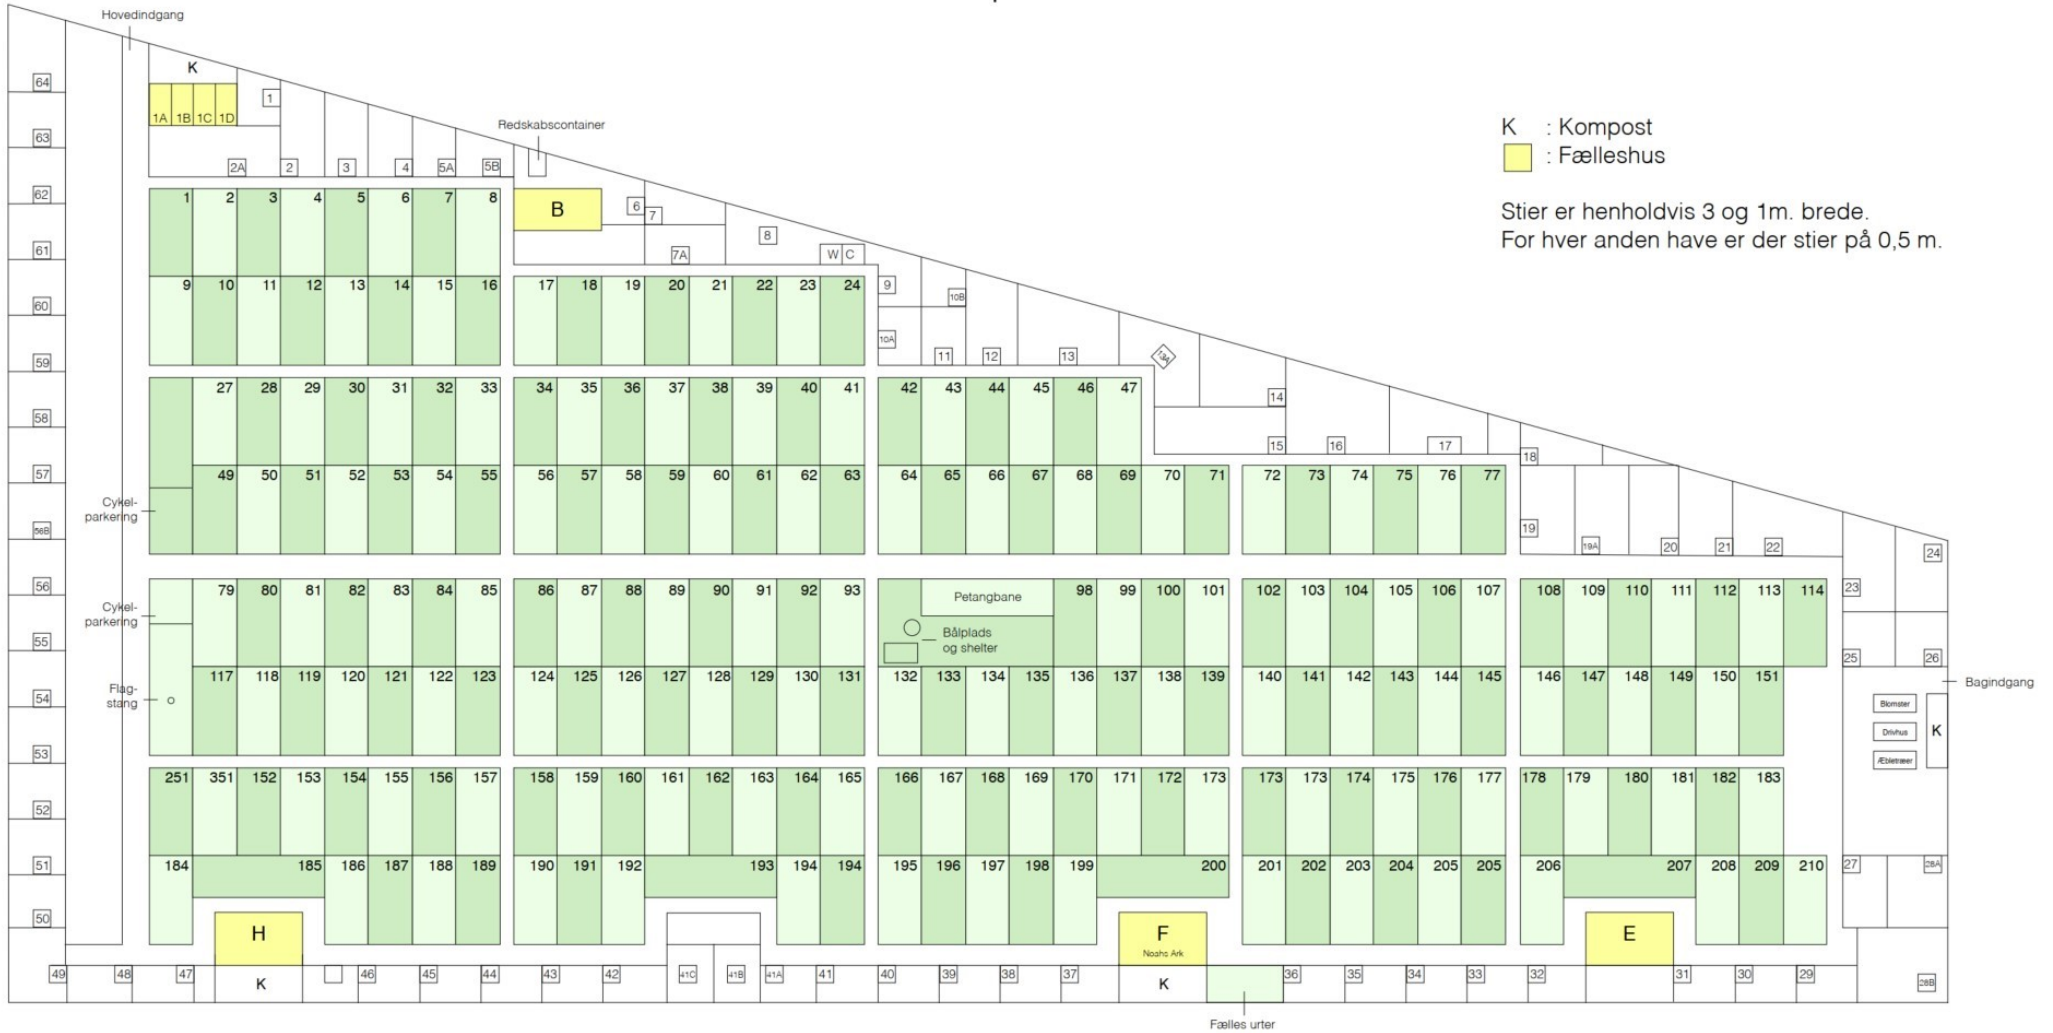 Hovedindgang
K
1A 1B 1C 1D
1
2A 2 3 4 5A 5B
Redskabscontainer
K : Kompost
: Fælleshus
Stier er henholdvis 3 og 1m. brede.
For hver anden have er der stier på 0,5 m.
64
63
62
61
60
59
58
57
56B
56
55
54
53
52
51
50
1 2 3 4 5 6 7 8
B
6
7
7A
8
W C
9 10 11 12 13 14 15 16
17 18 19 20 21 22 23 24
9
10A
10B
11 12 13
13A
14
15 16 17
18
27 28 29 30 31 32 33
34 35 36 37 38 39 40 41
42 43 44 45 46 47
49 50 51 52 53 54 55
56 57 58 59 60 61 62 63
64 65 66 67 68 69 70 71
72 73 74 75 76 77
19
19A 20 21 22
23
24
25
26
Cykel-
parkering
Cykel-
parkering
79 80 81 82 83 84 85
86 87 88 89 90 91 92 93
Petangbane
Bålplads
og shelter
98 99 100 101
102 103 104 105 106 107
108 109 110 111 112 113 114
Flag-
stang
117 118 119 120 121 122 123
124 125 126 127 128 129 130 131
132 133 134 135 136 137 138 139
140 141 142 143 144 145
146 147 148 149 150 151
Bagindgang
Blomster
Drivhus
Æbletræer
K
251 351 152 153 154 155 156 157
158 159 160 161 162 163 164 165
166 167 168 169 170 171 172 173
173 173 174 175 176 177
178 179 180 181 182 183
184 185 186 187 188 189
190 191 192 193 194 194
195 196 197 198 199 200
201 202 203 204 205 205
206 207 208 209 210
27
28A
H
F
Noahs Ark
E
49 48 47
K
46 45 44 43 42 41C 41B 41A 41 40 39 38 37
K
36 35 34 33 32 31 30 29
28B
Fælles urter